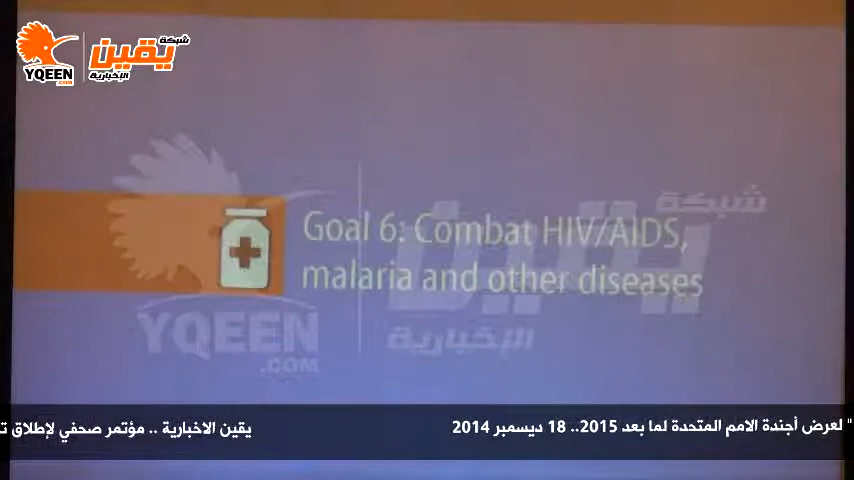 YQEEN
.COM
شبكة
يقين
الإخبارية
Goal 6: Combat HIV/AIDS,
malaria and other diseases
شبكة
يقين
الإخبارية
YQEEN
.COM
" لعرض أجندة الامم المتحدة لما بعد 2015.. 18 ديسمبر 2014
يقين الاخبارية .. مؤتمر صحفي لإطلاق